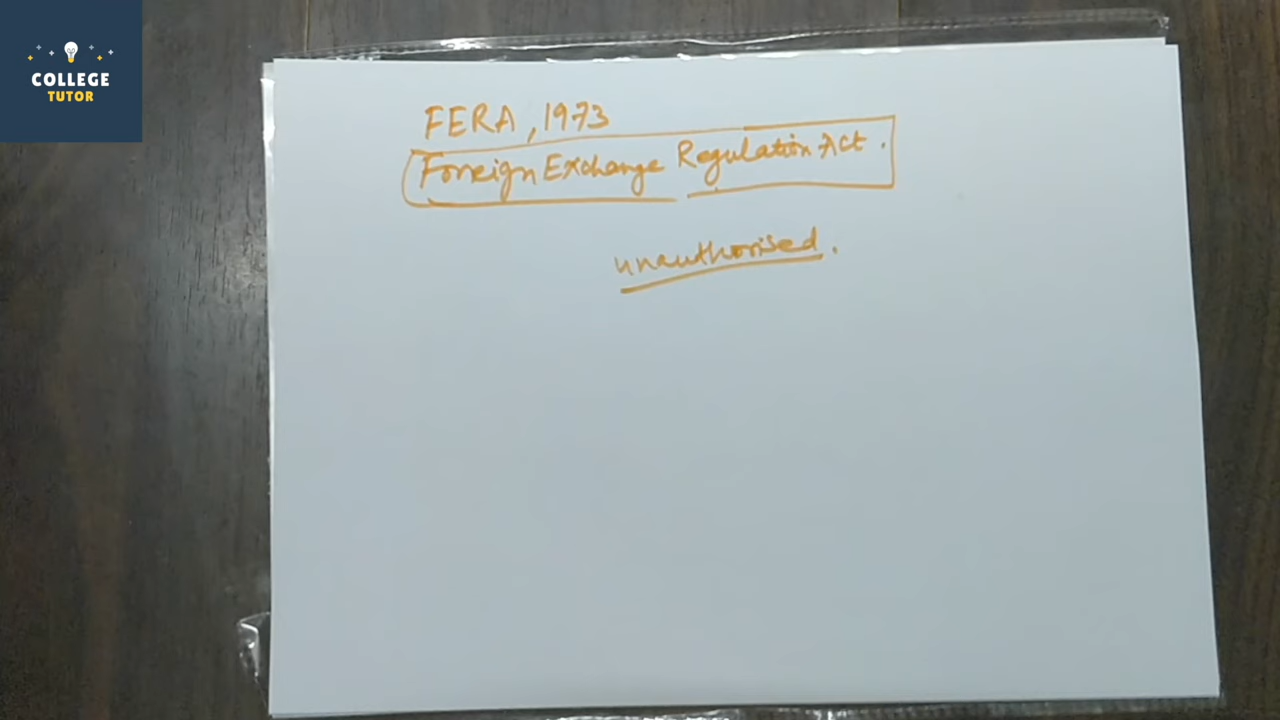 COLLEGE
TUTOR
FERA, 1973
Foreign Exchange Regulation Act.
unauthorised.